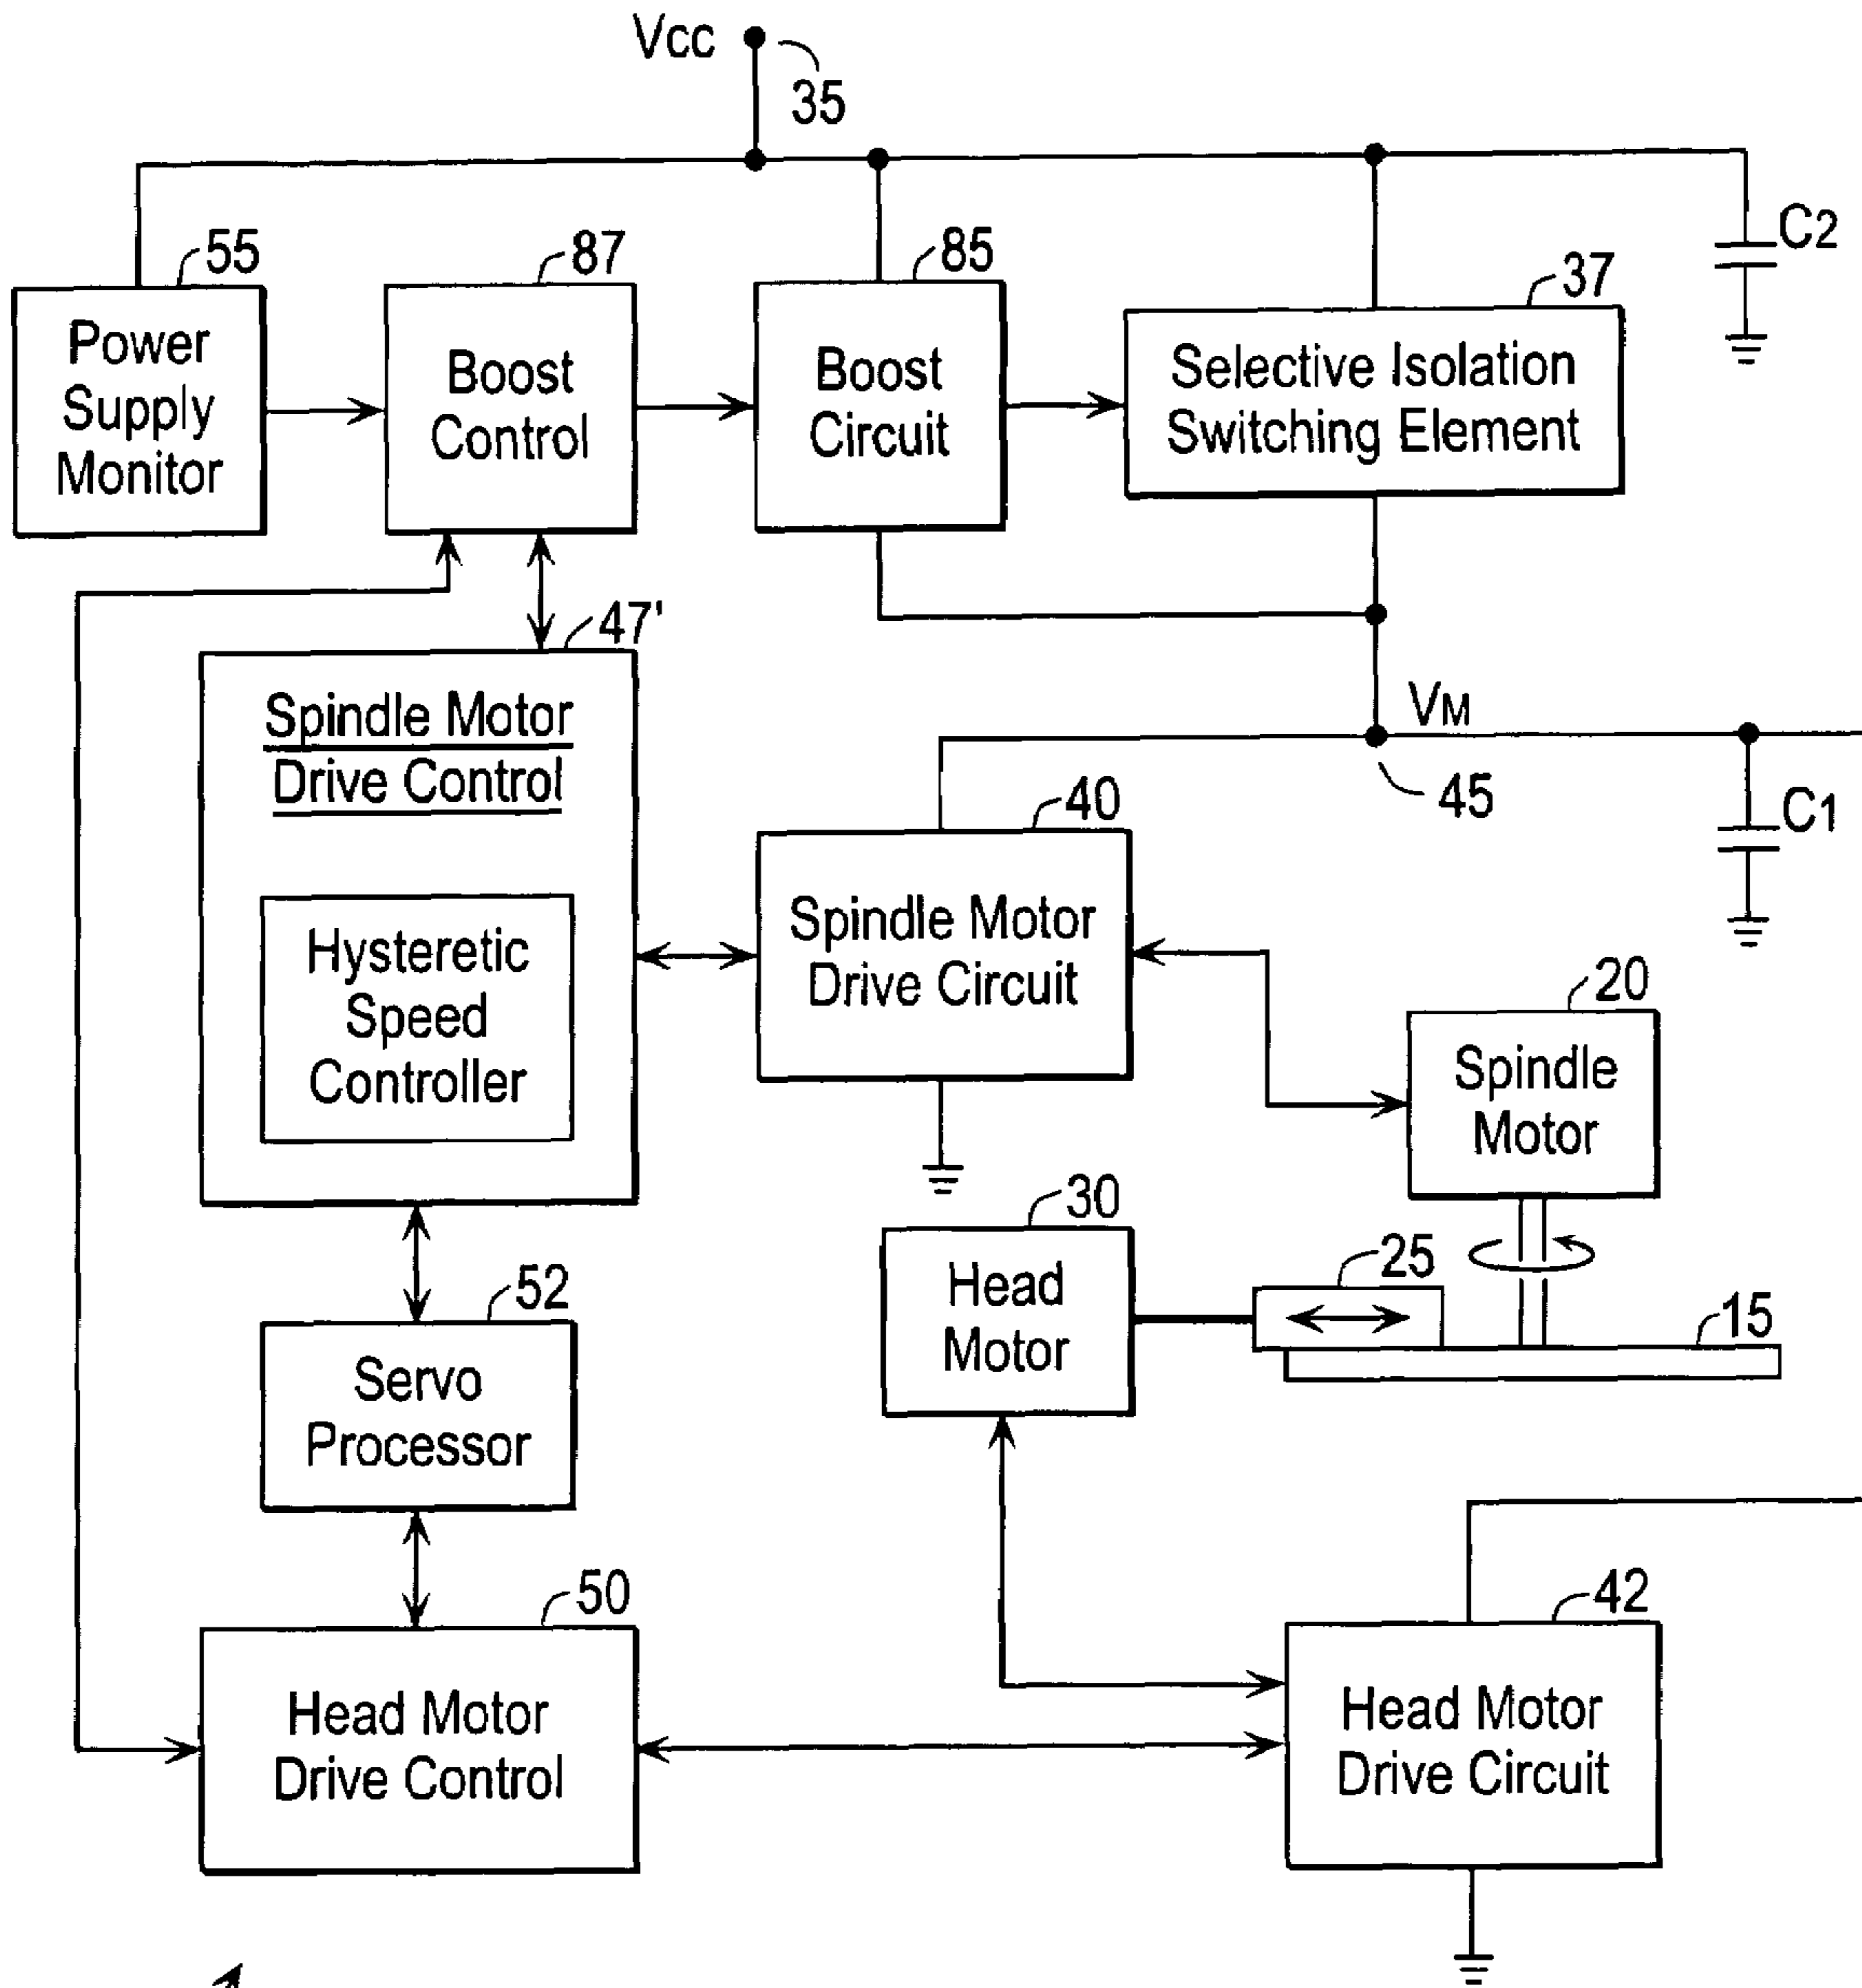 Vcc
35
C2
55
87
85
37
Power
Supply
Monitor
Boost
Control
Boost
Circuit
Selective Isolation
Switching Element
47'
Spindle Motor
Drive Control
VM
45
C1
40
Hysteretic
Speed
Controller
Spindle Motor
Drive Circuit
20
Spindle
Motor
30
Head
Motor
25
15
52
Servo
Processor
50
Head Motor
Drive Control
42
Head Motor
Drive Circuit